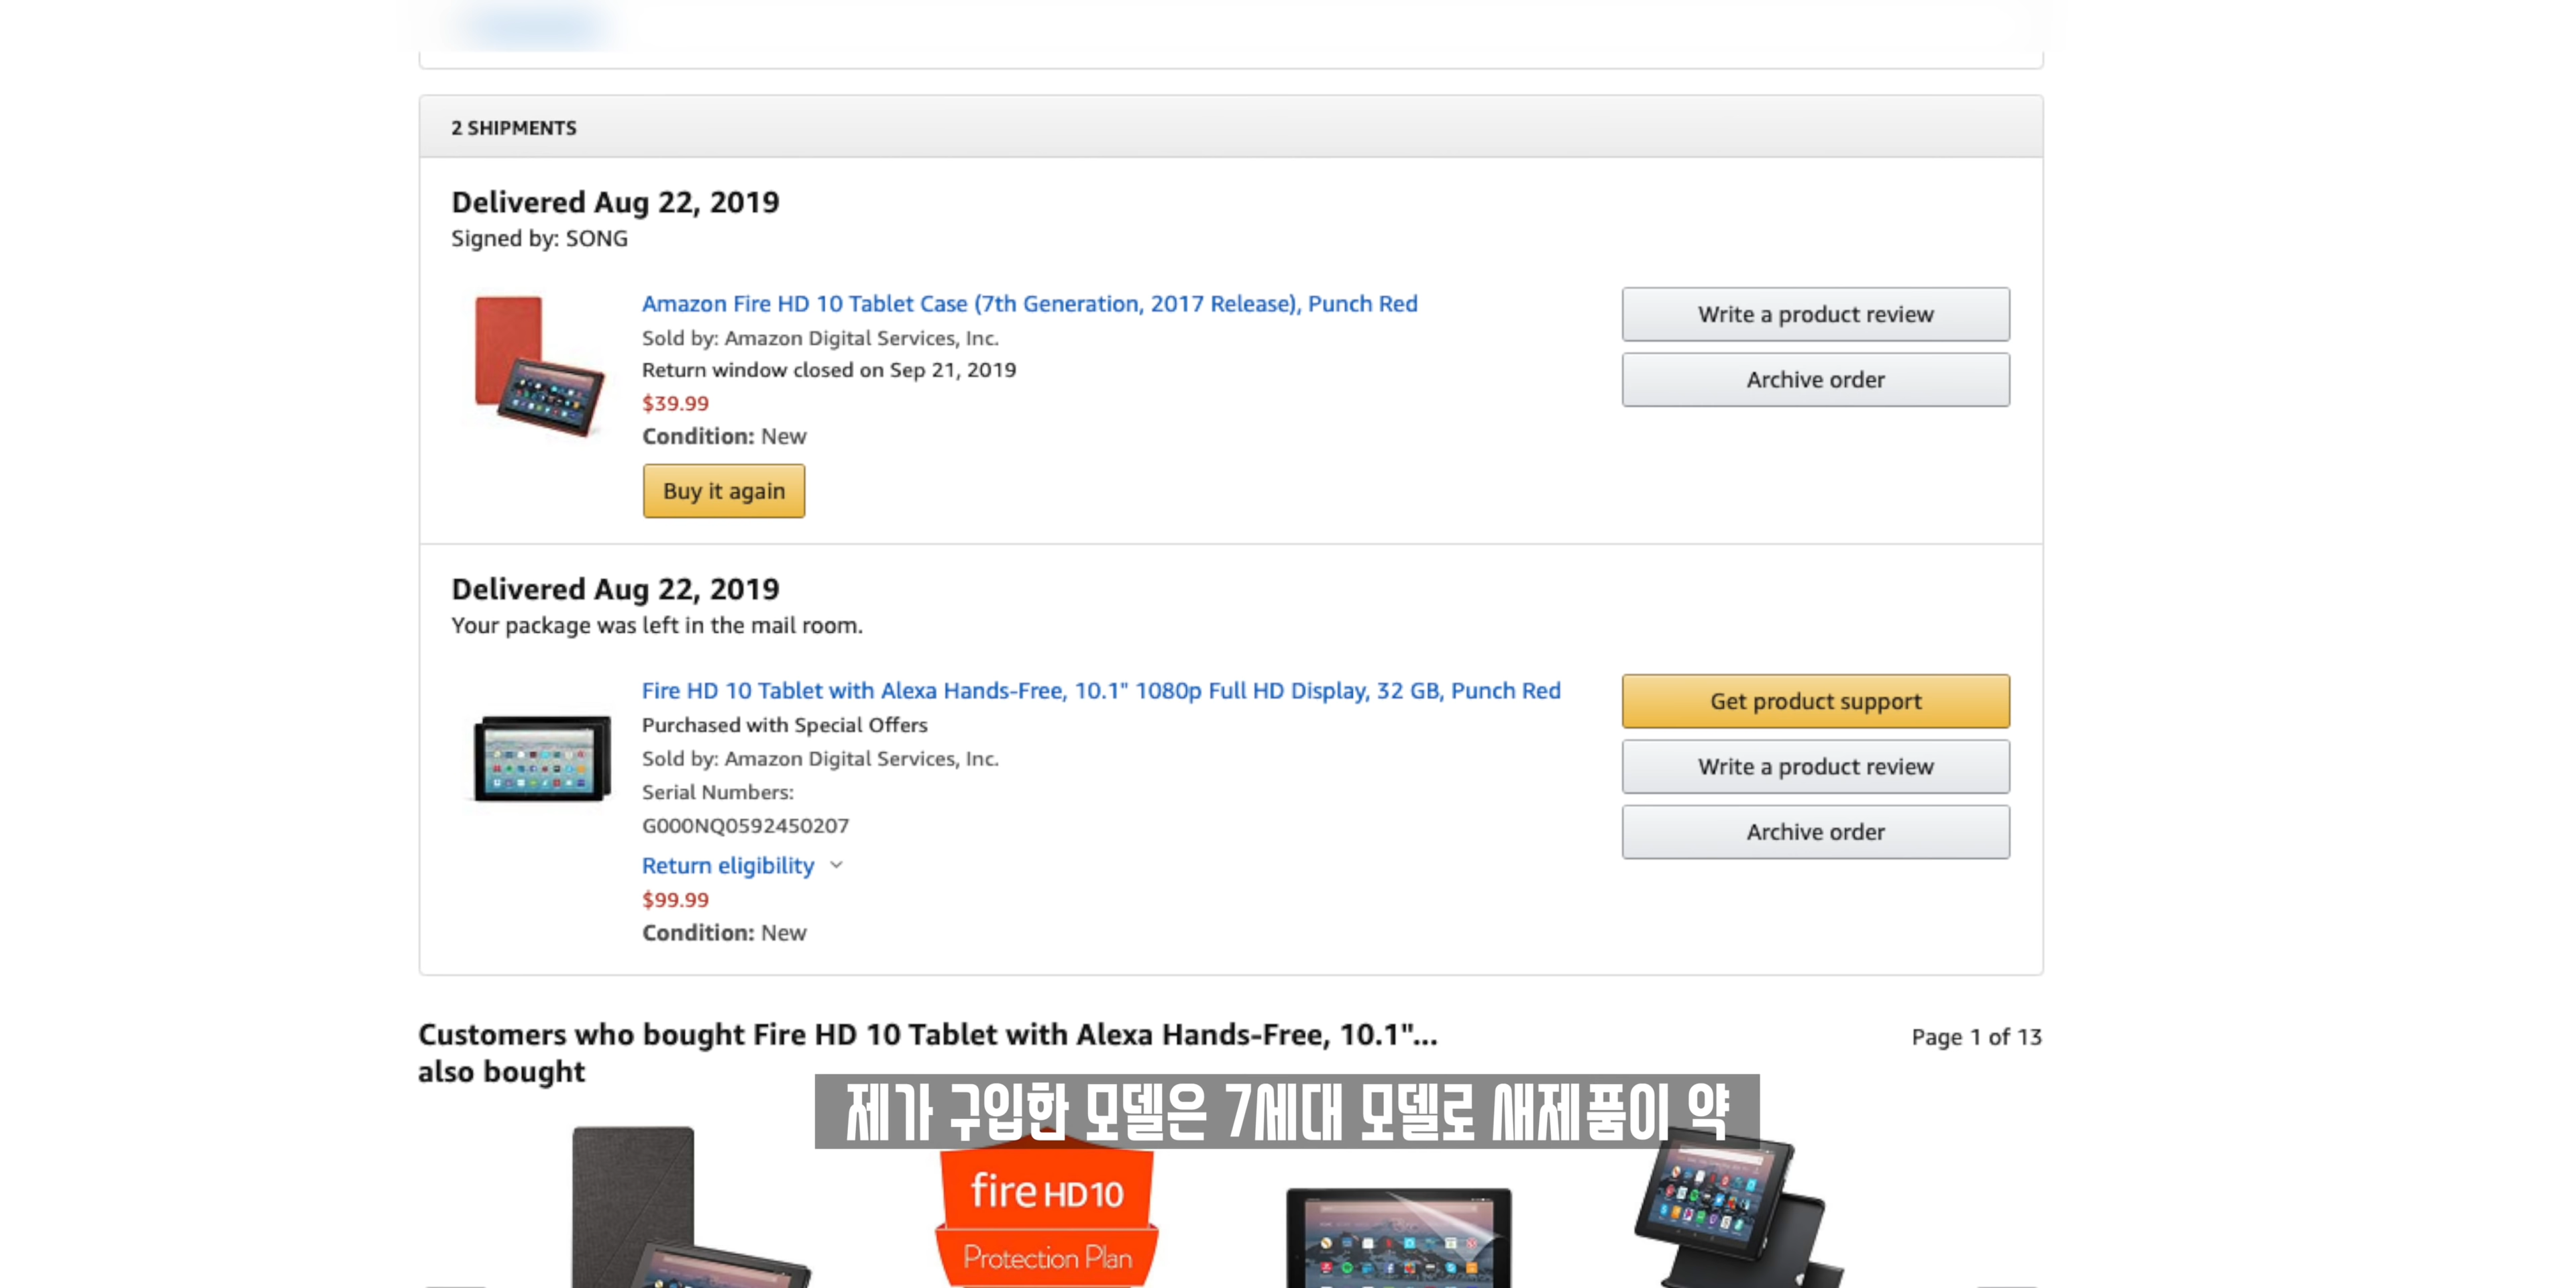 2 SHIPMENTS
Delivered Aug 22, 2019
Signed by: SONG
Amazon Fire HD 10 Tablet Case (7th Generation, 2017 Release), Punch Red
Sold by: Amazon Digital Services, Inc.
Return window closed on Sep 21, 2019
$39.99
Condition: New
Buy it again
Write a product review
Archive order
Delivered Aug 22, 2019
Your package was left in the mail room.
Fire HD 10 Tablet with Alexa Hands-Free, 10.1" 1080p Full HD Display, 32 GB, Punch Red
Purchased with Special Offers
Sold by: Amazon Digital Services, Inc.
Serial Numbers:
G000NQ0592450207
Return eligibility
$99.99
Condition: New
Get product support
Write a product review
Archive order
Customers who bought Fire HD 10 Tablet with Alexa Hands-Free, 10.1"...
also bought
Page 1 of 13
제가 구입한 모델은 7세대 모델로 새제품이 약
fire HD10
Protection Plan